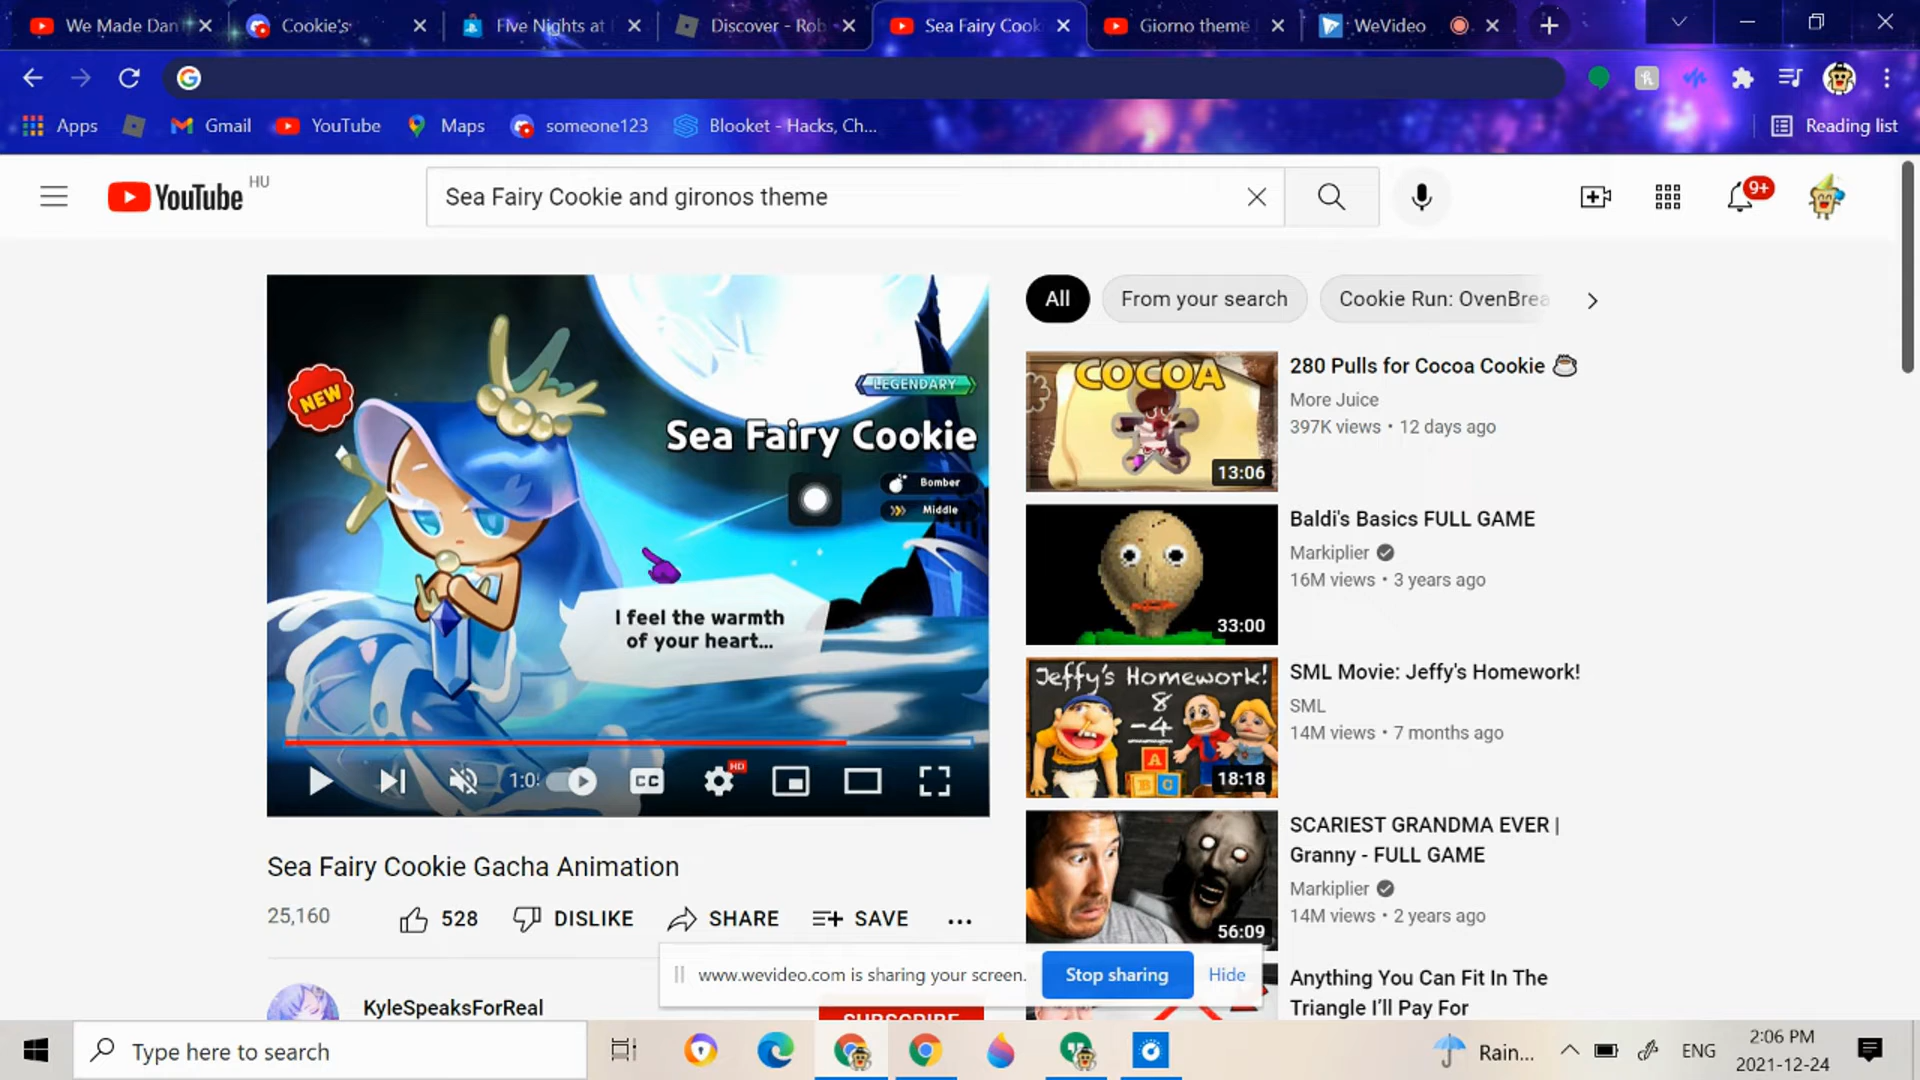 We Made Dan
Cookie's
Five Nights at
Discover - Rob
Sea Fairy Cook
Giorno theme
WeVideo
Apps
Gmail
YouTube
Maps
someone123
Blooket - Hacks, Ch...
Reading list
YouTube HU
Sea Fairy Cookie and gironos theme
9+
NEW
LEGENDARY
Sea Fairy Cookie
Bomber
Middle
I feel the warmth
of your heart...
CC
HD
Sea Fairy Cookie Gacha Animation
25,160
528
DISLIKE
SHARE
SAVE
KyleSpeaksForReal
SUBSCRIBE
All
From your search
Cookie Run: OvenBrea
COCOA
13:06
280 Pulls for Cocoa Cookie
More Juice
397K views • 12 days ago
33:00
Baldi's Basics FULL GAME
Markiplier
16M views • 3 years ago
Jeffy's Homework!
8
-4
A
B C
18:18
SML Movie: Jeffy's Homework!
SML
14M views • 7 months ago
56:09
SCARIEST GRANDMA EVER |
Granny - FULL GAME
Markiplier
14M views • 2 years ago
Anything You Can Fit In The
Triangle I'll Pay For
www.wevideo.com is sharing your screen.
Stop sharing
Hide
Type here to search
Rain...
ENG
2:06 PM
2021-12-24